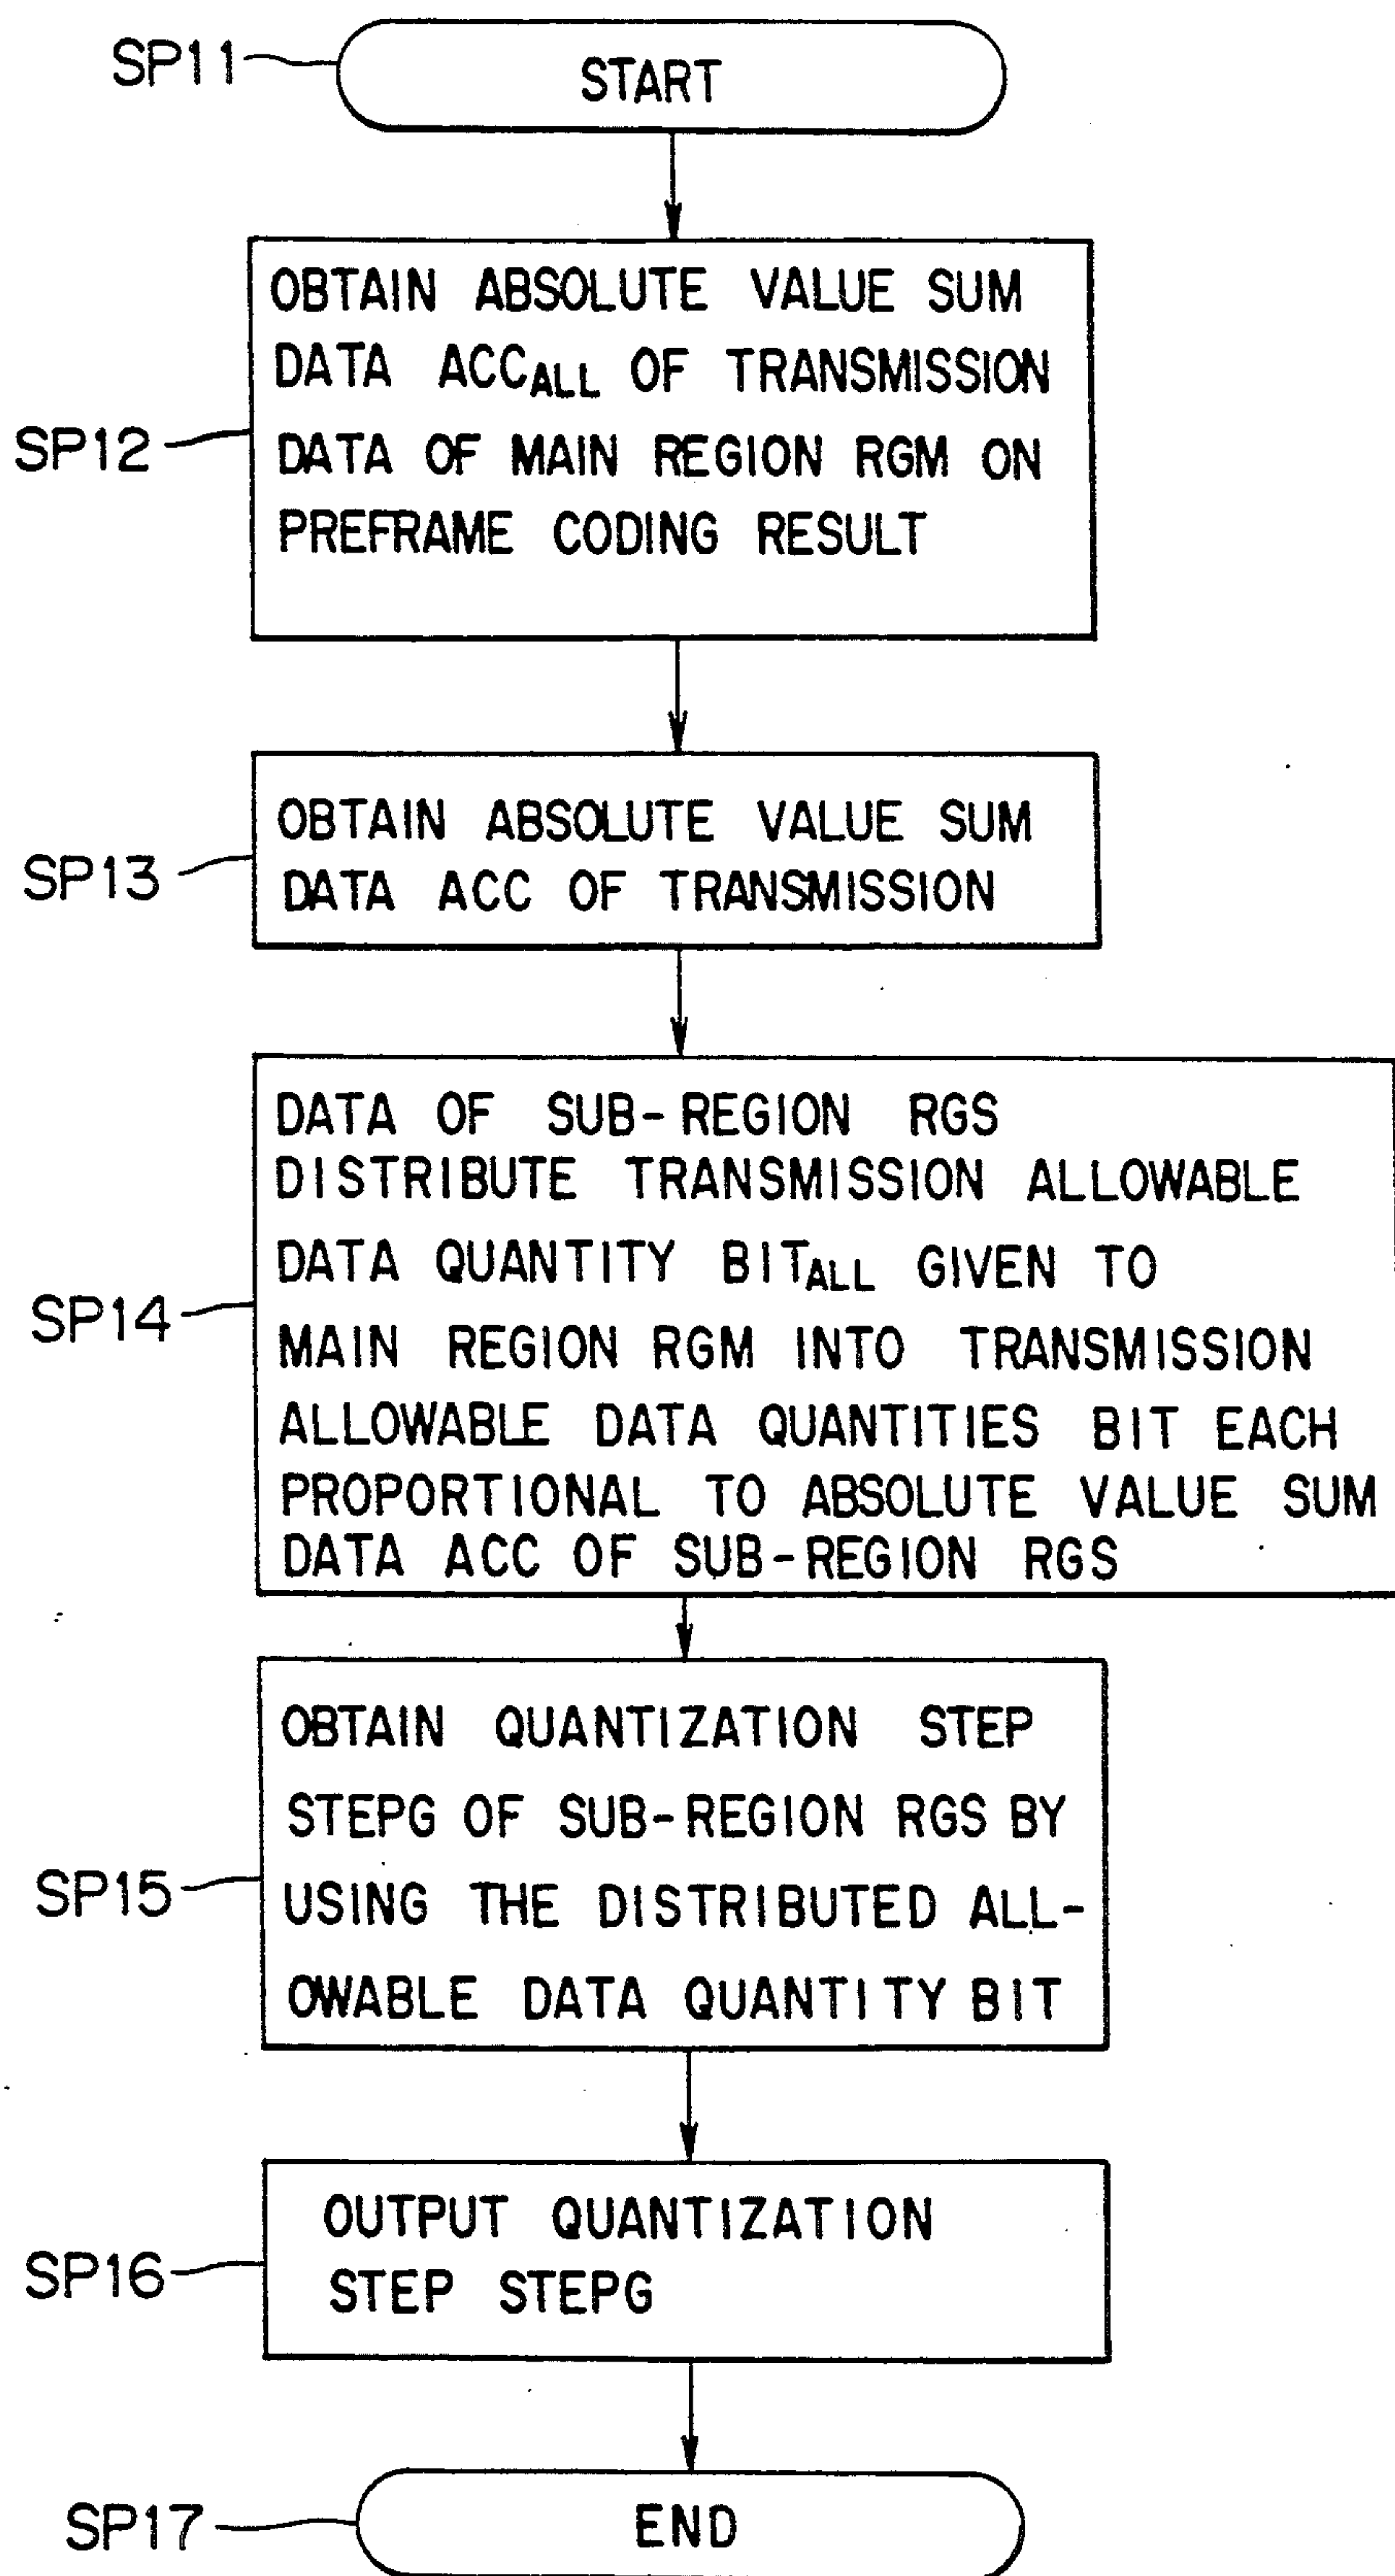 SP11
START
OBTAIN ABSOLUTE VALUE SUM
DATA ACCALL OF TRANSMISSION
SP12
DATA OF MAIN REGION RGM ON
PREFRAME CODING RESULT
OBTAIN ABSOLUTE VALUE SUM
SP13
DATA ACC OF TRANSMISSION
DATA OF SUB-REGION RGS
DISTRIBUTE TRANSMISSION ALLOWABLE
DATA QUANTITY BITALL GIVEN TO
SP14
MAIN REGION RGM INTO TRANSMISSION
ALLOWABLE DATA QUANTITIES BIT EACH
PROPORTIONAL TO ABSOLUTE VALUE SUM
DATA ACC OF SUB-REGION RGS
OBTAIN QUANTIZATION STEP
STEPG OF SUB-REGION RGS BY
SP15
USING THE DISTRIBUTED ALL-
OWABLE DATA QUANTITY BIT
OUTPUT QUANTIZATION
SP16
STEP STEPG
SP17
END